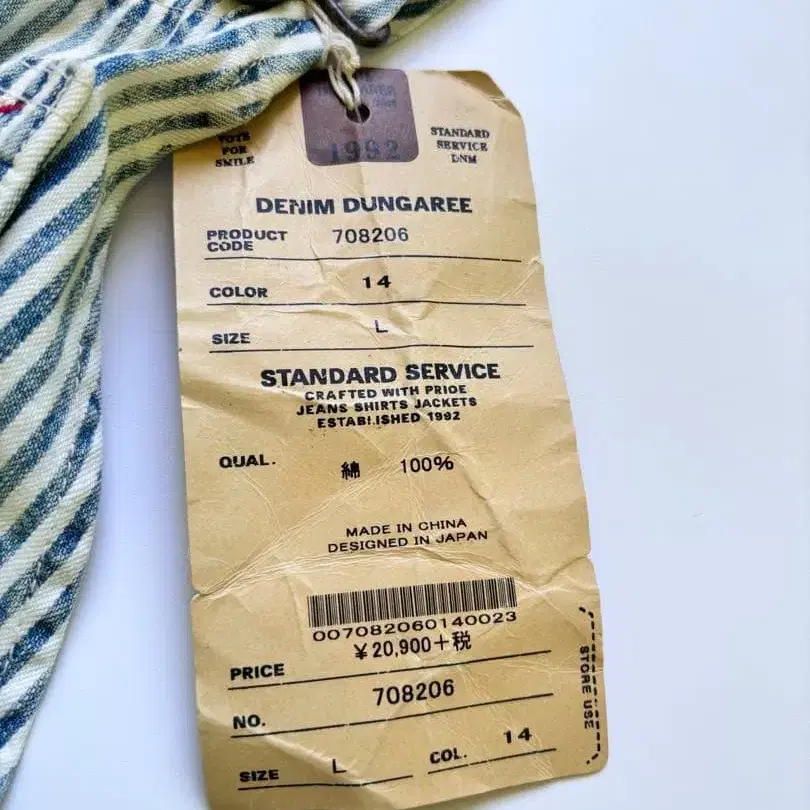 1992
VOTE
FOR
SMILE
STANDARD
SERVICE
DNM
DENIM DUNGAREE
PRODUCT
CODE 708206
COLOR 14
SIZE L
STANDARD SERVICE
CRAFTED WITH PRIDE
JEANS SHIRTS JACKETS
ESTABLISHED 1992
QUAL. 綿 100%
MADE IN CHINA
DESIGNED IN JAPAN
007082060140023
¥20,900+税
PRICE
708206
NO.
SIZE L COL. 14
STORE USE